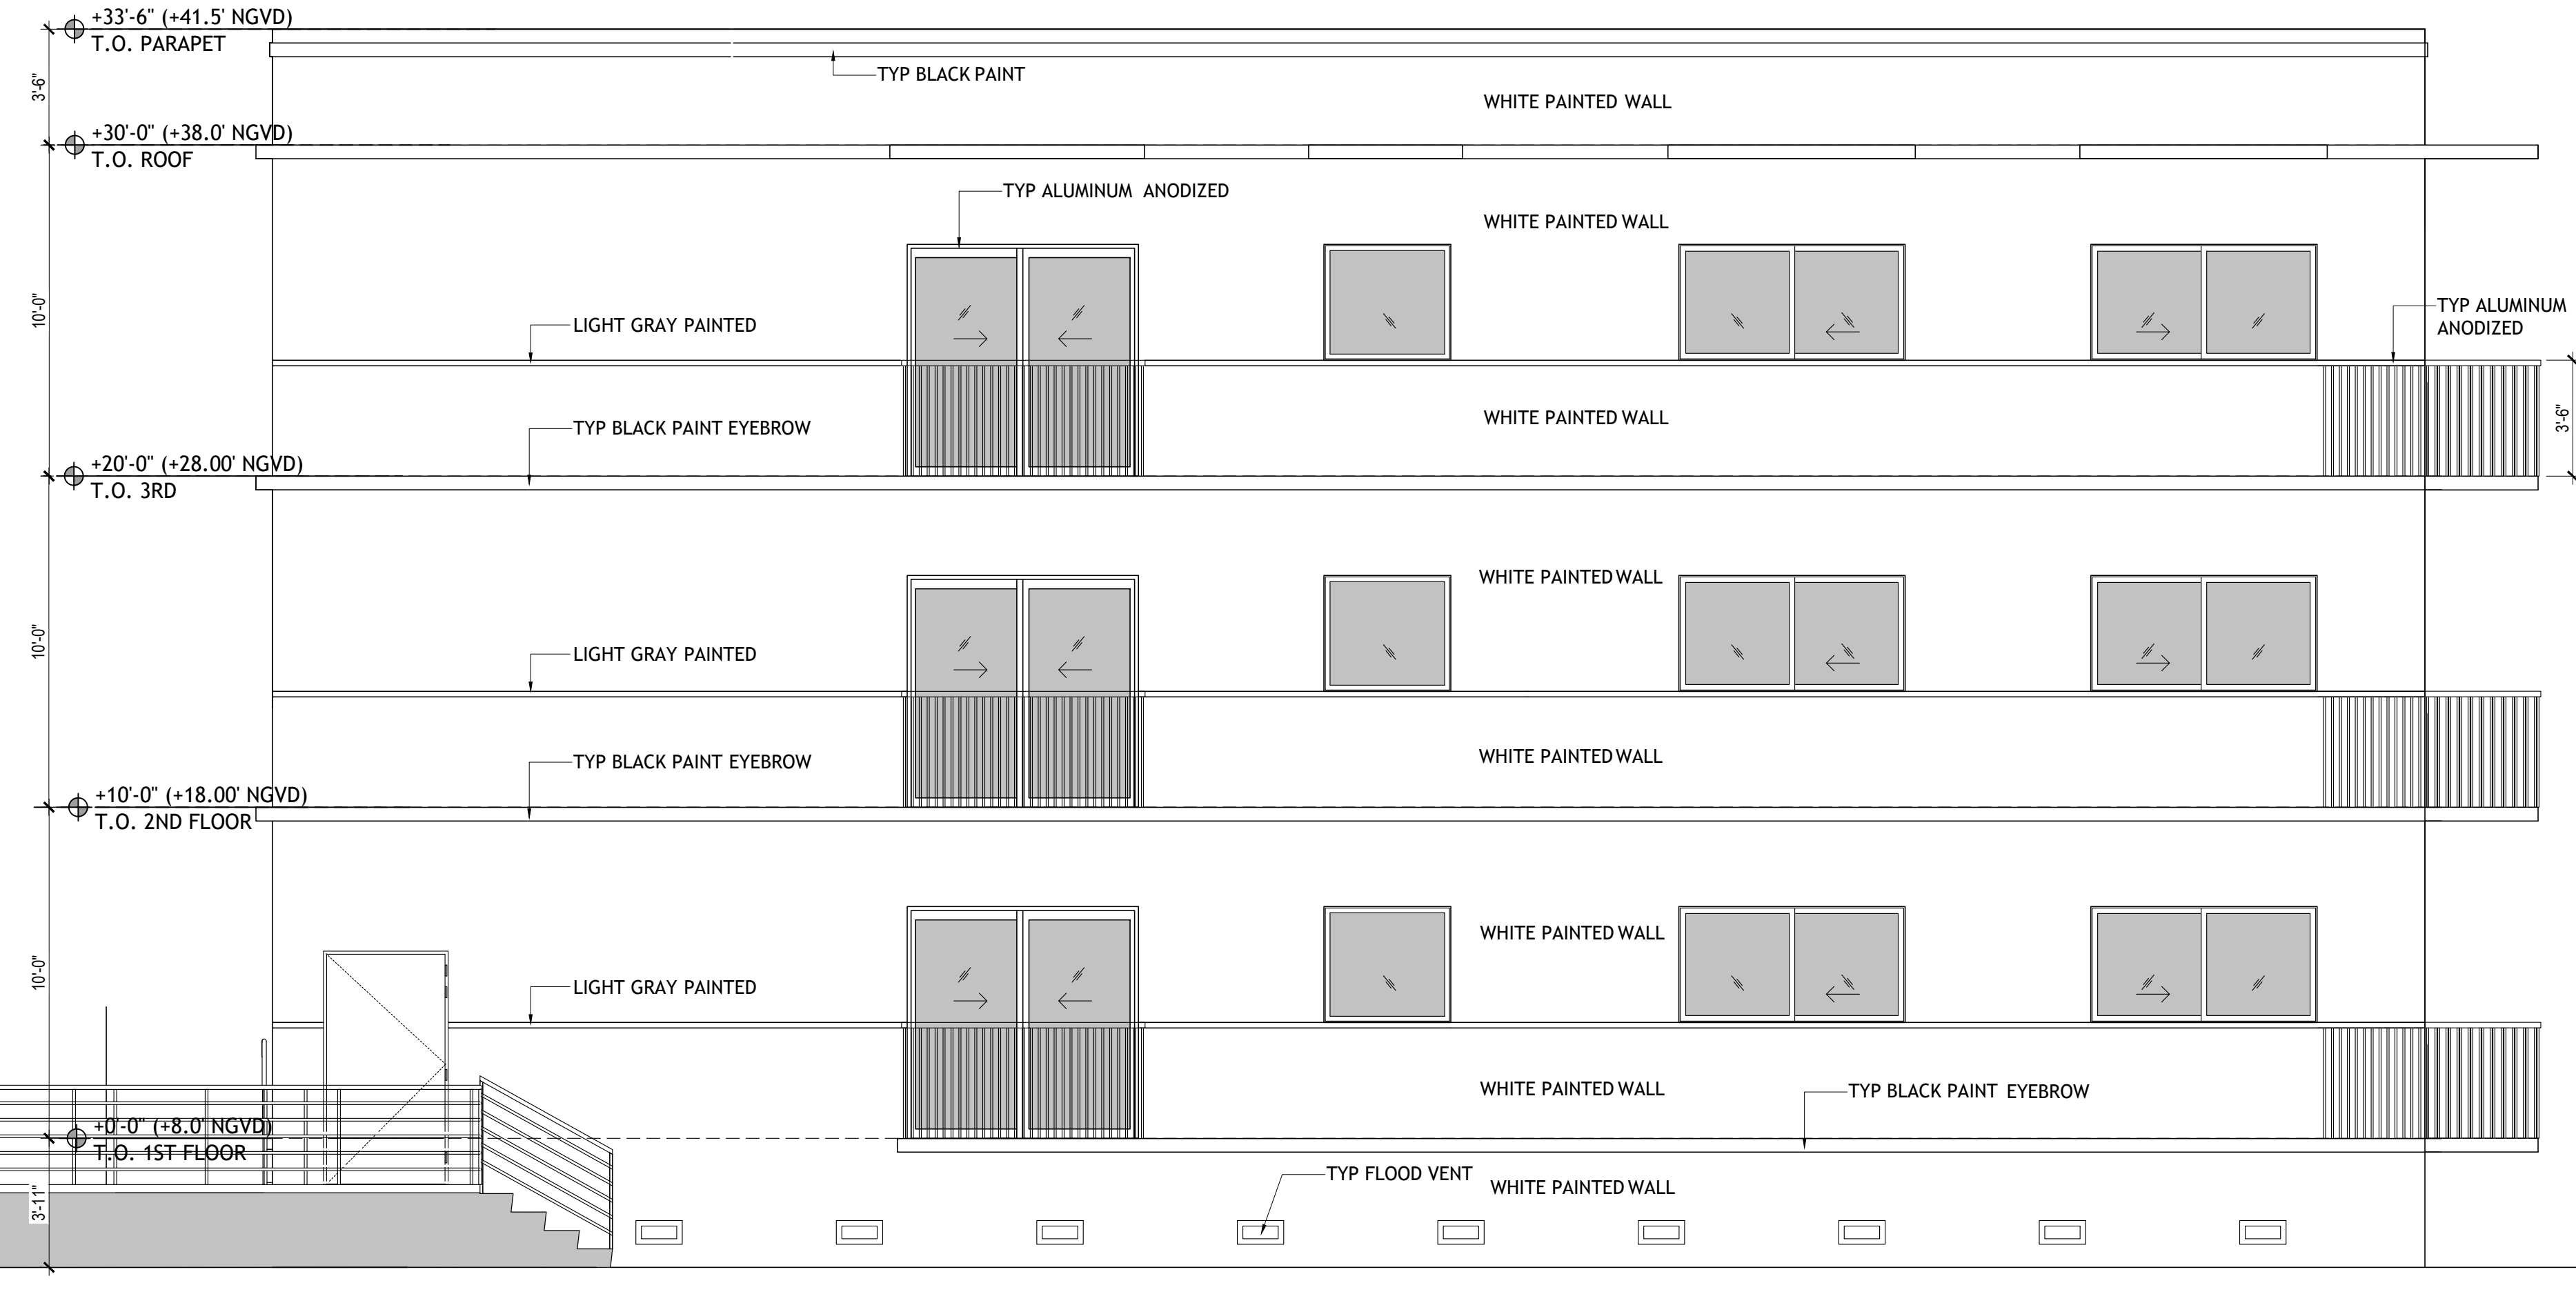 +33'-6" (+41.5' NGVD)
T.O. PARAPET
TYP BLACK PAINT
3'-6"
WHITE PAINTED WALL
+30'-0" (+38.0' NGVD)
T.O. ROOF
TYP ALUMINUM ANODIZED
WHITE PAINTED WALL
10'-0"
LIGHT GRAY PAINTED
TYP ALUMINUM
ANODIZED
WHITE PAINTED WALL
3'-6"
TYP BLACK PAINT EYEBROW
+20'-0" (+28.00' NGVD)
T.O. 3RD
WHITE PAINTED WALL
10'-0"
LIGHT GRAY PAINTED
WHITE PAINTED WALL
TYP BLACK PAINT EYEBROW
+10'-0" (+18.00' NGVD)
T.O. 2ND FLOOR
WHITE PAINTED WALL
10'-0"
LIGHT GRAY PAINTED
WHITE PAINTED WALL
TYP BLACK PAINT EYEBROW
+0'-0" (+8.0' NGVD)
T.O. 1ST FLOOR
TYP FLOOD VENT
WHITE PAINTED WALL
3'-11"